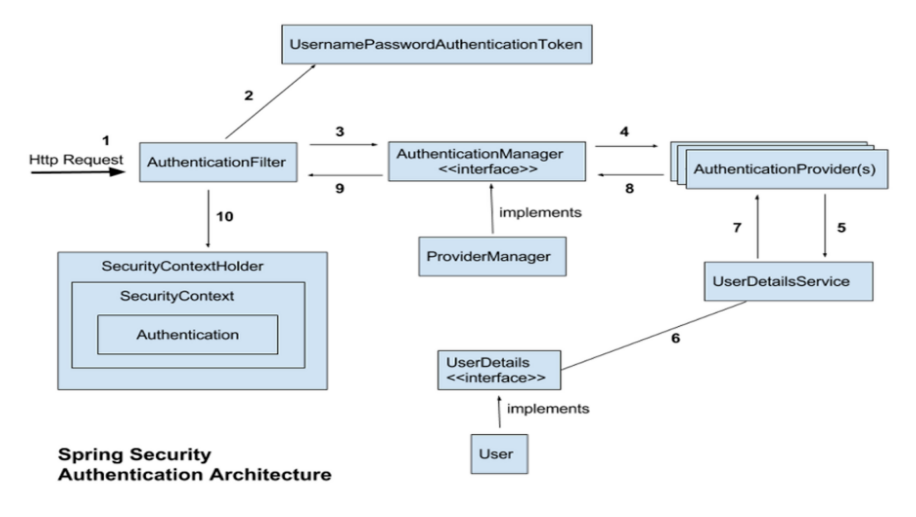 UsernamePasswordAuthenticationToken
2
1
Http Request
AuthenticationFilter
3
9
AuthenticationManager
<<interface>>
4
8
AuthenticationProvider(s)
10
implements
ProviderManager
7
5
UserDetailsService
SecurityContextHolder
SecurityContext
Authentication
6
UserDetails
<<interface>>
implements
User
Spring Security
Authentication Architecture